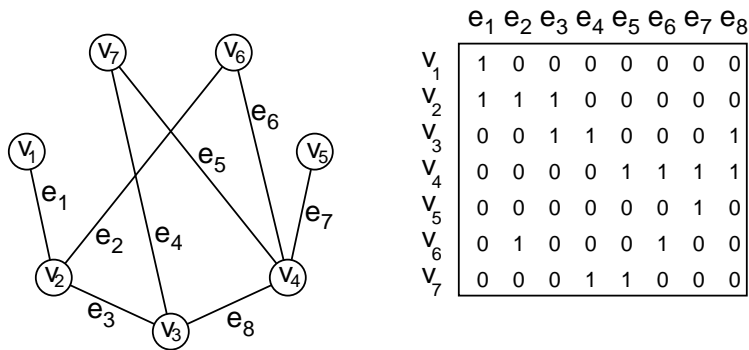 v7 v6
e6
v1 e5 v5
e1 e7
e2 e4
v2 v4
e3 v3 e8
e1 e2 e3 e4 e5 e6 e7 e8
v1 1 0 0 0 0 0 0 0
v2 1 1 1 0 0 0 0 0
v3 0 0 1 1 0 0 0 1
v4 0 0 0 0 1 1 1 1
v5 0 0 0 0 0 0 1 0
v6 0 1 0 0 0 1 0 0
v7 0 0 0 1 1 0 0 0